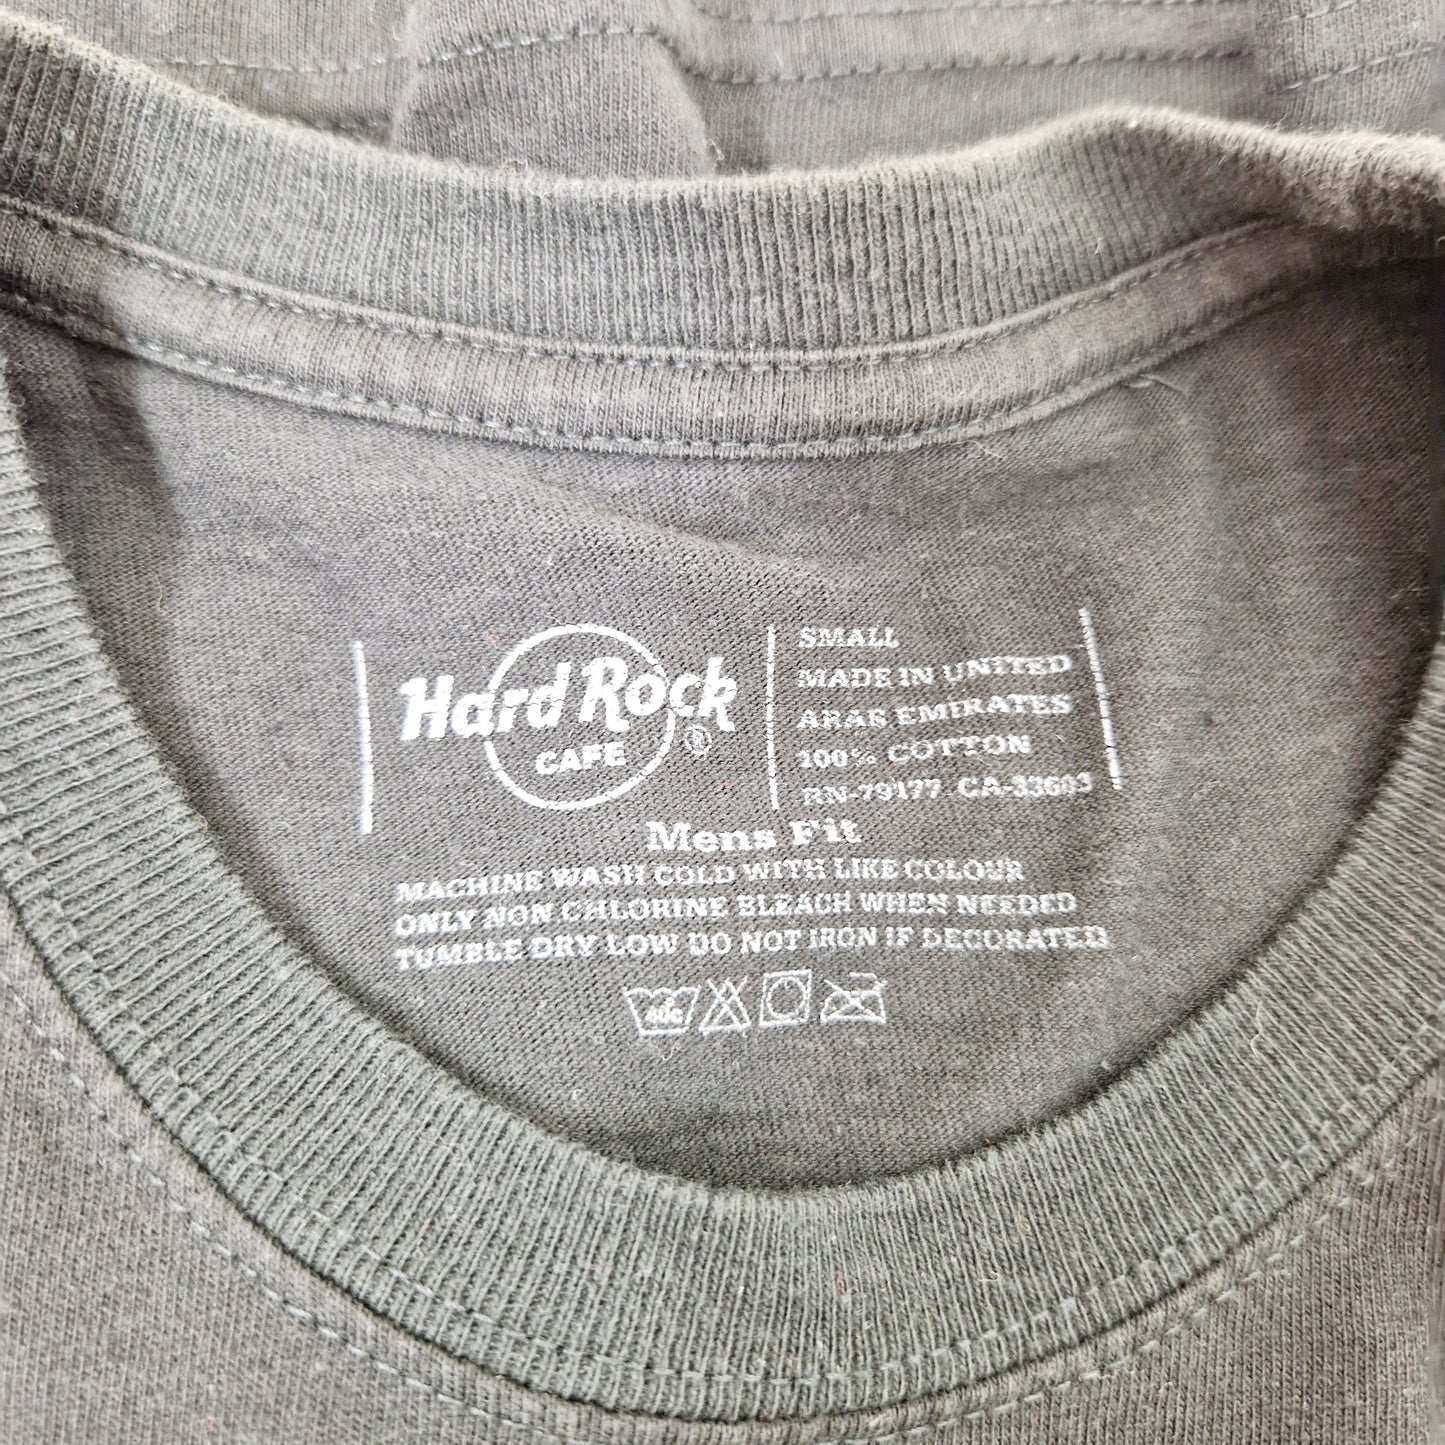 Hard Rock
CAFE
®
SMALL
MADE IN UNITED
ARAB EMIRATES
100% COTTON
RN-79177 CA-33603
Mens Fit
MACHINE WASH COLD WITH LIKE COLOUR
ONLY NON CHLORINE BLEACH WHEN NEEDED
TUMBLE DRY LOW DO NOT IRON IF DECORATED
40c